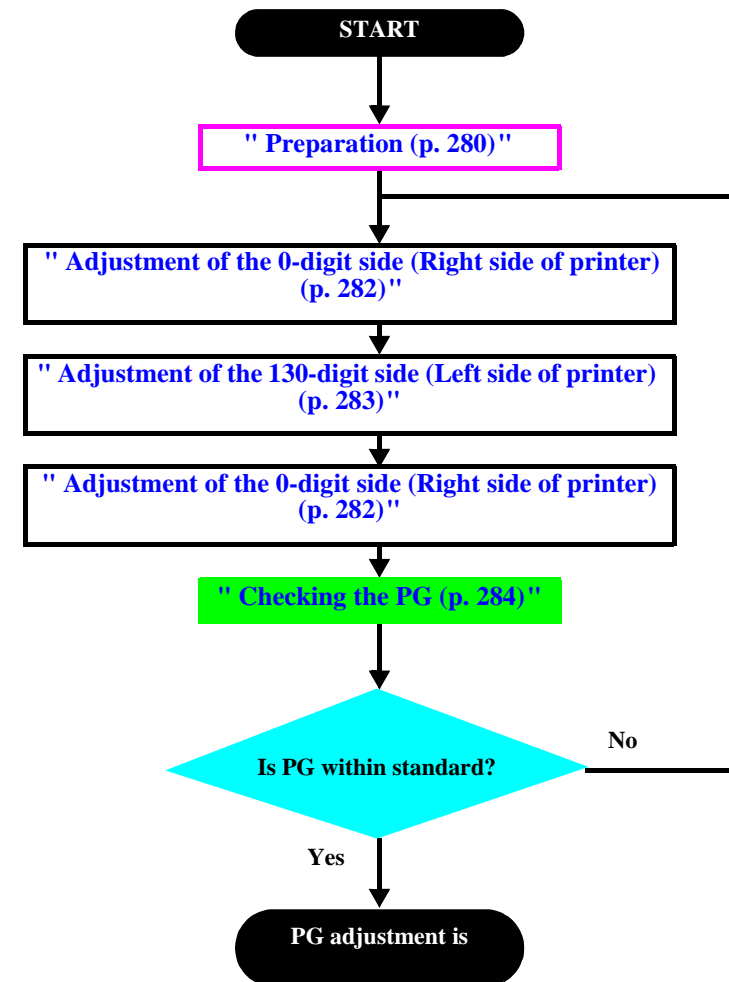 START
" Preparation (p. 280)"
" Adjustment of the 0-digit side (Right side of printer)
(p. 282)"
" Adjustment of the 130-digit side (Left side of printer)
(p. 283)"
" Adjustment of the 0-digit side (Right side of printer)
(p. 282)"
" Checking the PG (p. 284)"
Is PG within standard?
No
Yes
PG adjustment is